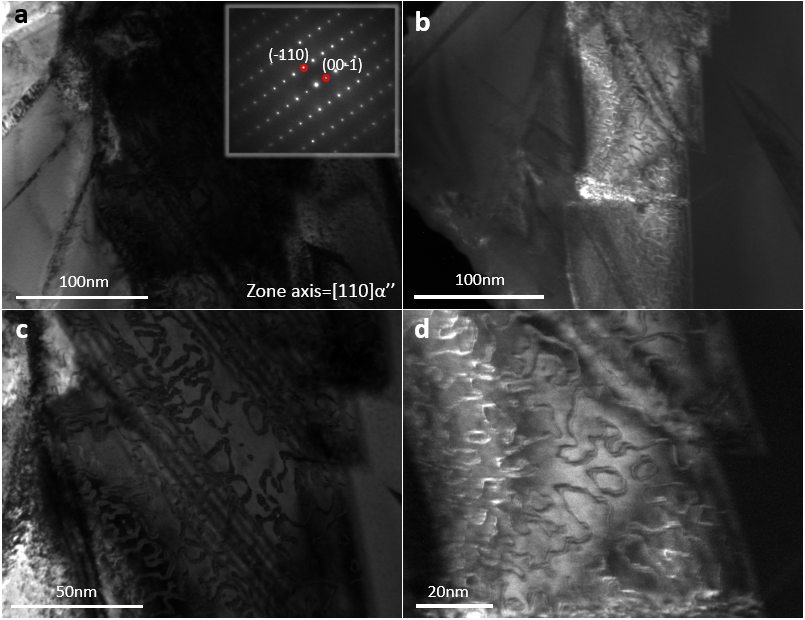 a
(-110)
(00-1)
100nm
Zone axis=[110]α’’
b
100nm
c
50nm
d
20nm